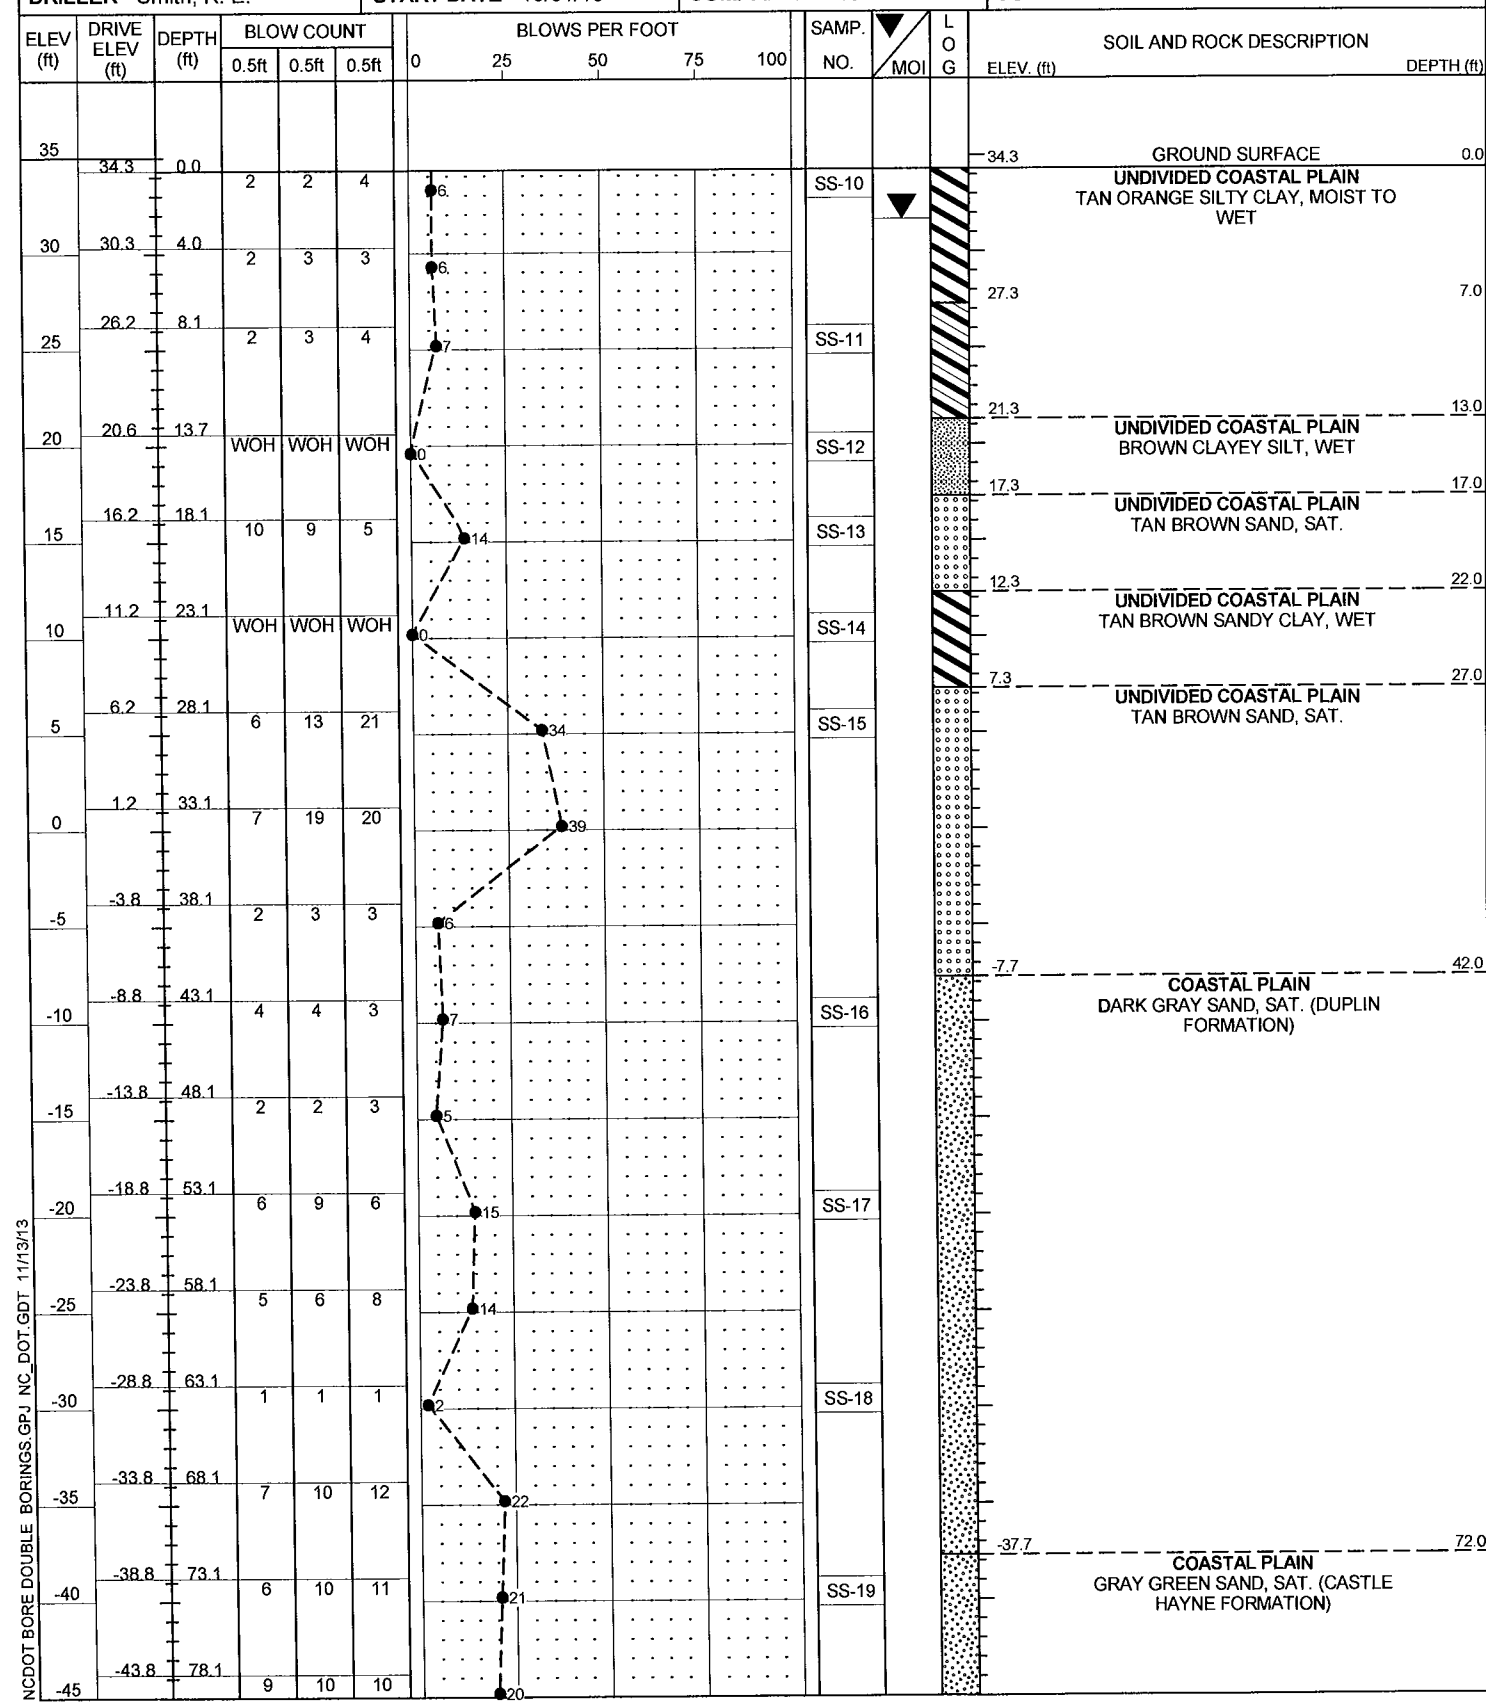 DRILLER Smith, R. E.
START DATE
ELEV (ft) DRIVE ELEV (ft) DEPTH (ft) BLOW COUNT BLOWS PER FOOT SAMP. NO. MOI LOG SOIL AND ROCK DESCRIPTION
0.5ft 0.5ft 0.5ft 0 25 50 75 100 ELEV. (ft) DEPTH (ft)
35
34.3 GROUND SURFACE 0.0
34.3 0.0 2 2 4 6 SS-10
UNDIVIDED COASTAL PLAIN
TAN ORANGE SILTY CLAY, MOIST TO
WET
30
30.3 4.0 2 3 3 6
27.3 7.0
26.2 8.1 2 3 4 7 SS-11
25
21.3 13.0
20.6 13.7 WOH WOH WOH 0 SS-12
20
UNDIVIDED COASTAL PLAIN
BROWN CLAYEY SILT, WET
17.3 17.0
16.2 18.1 10 9 5 14 SS-13
15
UNDIVIDED COASTAL PLAIN
TAN BROWN SAND, SAT.
12.3 22.0
11.2 23.1 WOH WOH WOH 0 SS-14
10
UNDIVIDED COASTAL PLAIN
TAN BROWN SANDY CLAY, WET
7.3 27.0
6.2 28.1 6 13 21 34 SS-15
5
UNDIVIDED COASTAL PLAIN
TAN BROWN SAND, SAT.
1.2 33.1 7 19 20 39
0
-3.8 38.1 2 3 3 6
-5
-7.7 42.0
COASTAL PLAIN
DARK GRAY SAND, SAT. (DUPLIN
FORMATION)
-8.8 43.1 4 4 3 7 SS-16
-10
-13.8 48.1 2 2 3 5
-15
-18.8 53.1 6 9 6 15 SS-17
-20
-23.8 58.1 5 6 8 14
-25
-28.8 63.1 1 1 1 2 SS-18
-30
-33.8 68.1 7 10 12 22
-35
-37.7 72.0
COASTAL PLAIN
GRAY GREEN SAND, SAT. (CASTLE
HAYNE FORMATION)
-38.8 73.1 6 10 11 21 SS-19
-40
-43.8 78.1 9 10 10 20
-45
NCDOT BORE DOUBLE BORINGS.GPJ NC_DOT.GDT 11/13/13